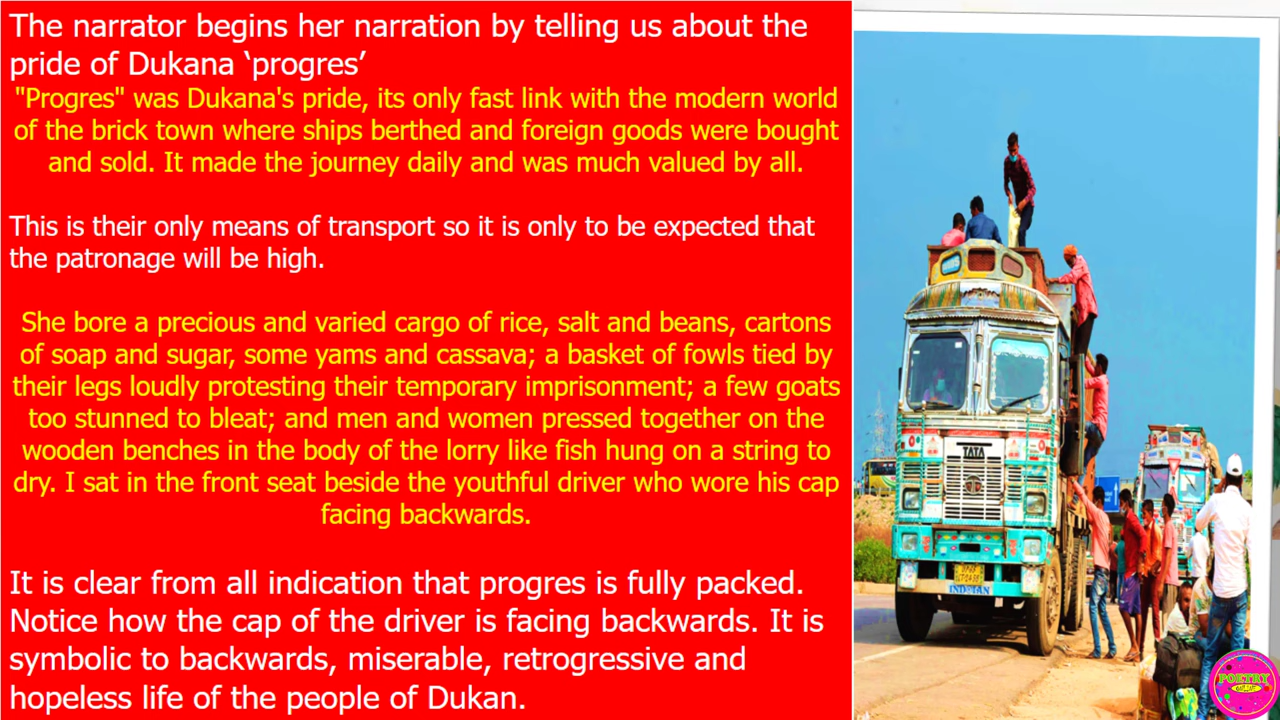 The narrator begins her narration by telling us about the
pride of Dukana ‘progres’
"Progres" was Dukana's pride, its only fast link with the modern world
of the brick town where ships berthed and foreign goods were bought
and sold. It made the journey daily and was much valued by all.
This is their only means of transport so it is only to be expected that
the patronage will be high.
She bore a precious and varied cargo of rice, salt and beans, cartons
of soap and sugar, some yams and cassava; a basket of fowls tied by
their legs loudly protesting their temporary imprisonment; a few goats
too stunned to bleat; and men and women pressed together on the
wooden benches in the body of the lorry like fish hung on a string to
dry. I sat in the front seat beside the youthful driver who wore his cap
facing backwards.
It is clear from all indication that progres is fully packed.
Notice how the cap of the driver is facing backwards. It is
symbolic to backwards, miserable, retrogressive and
hopeless life of the people of Dukan.
TATA
POETRY